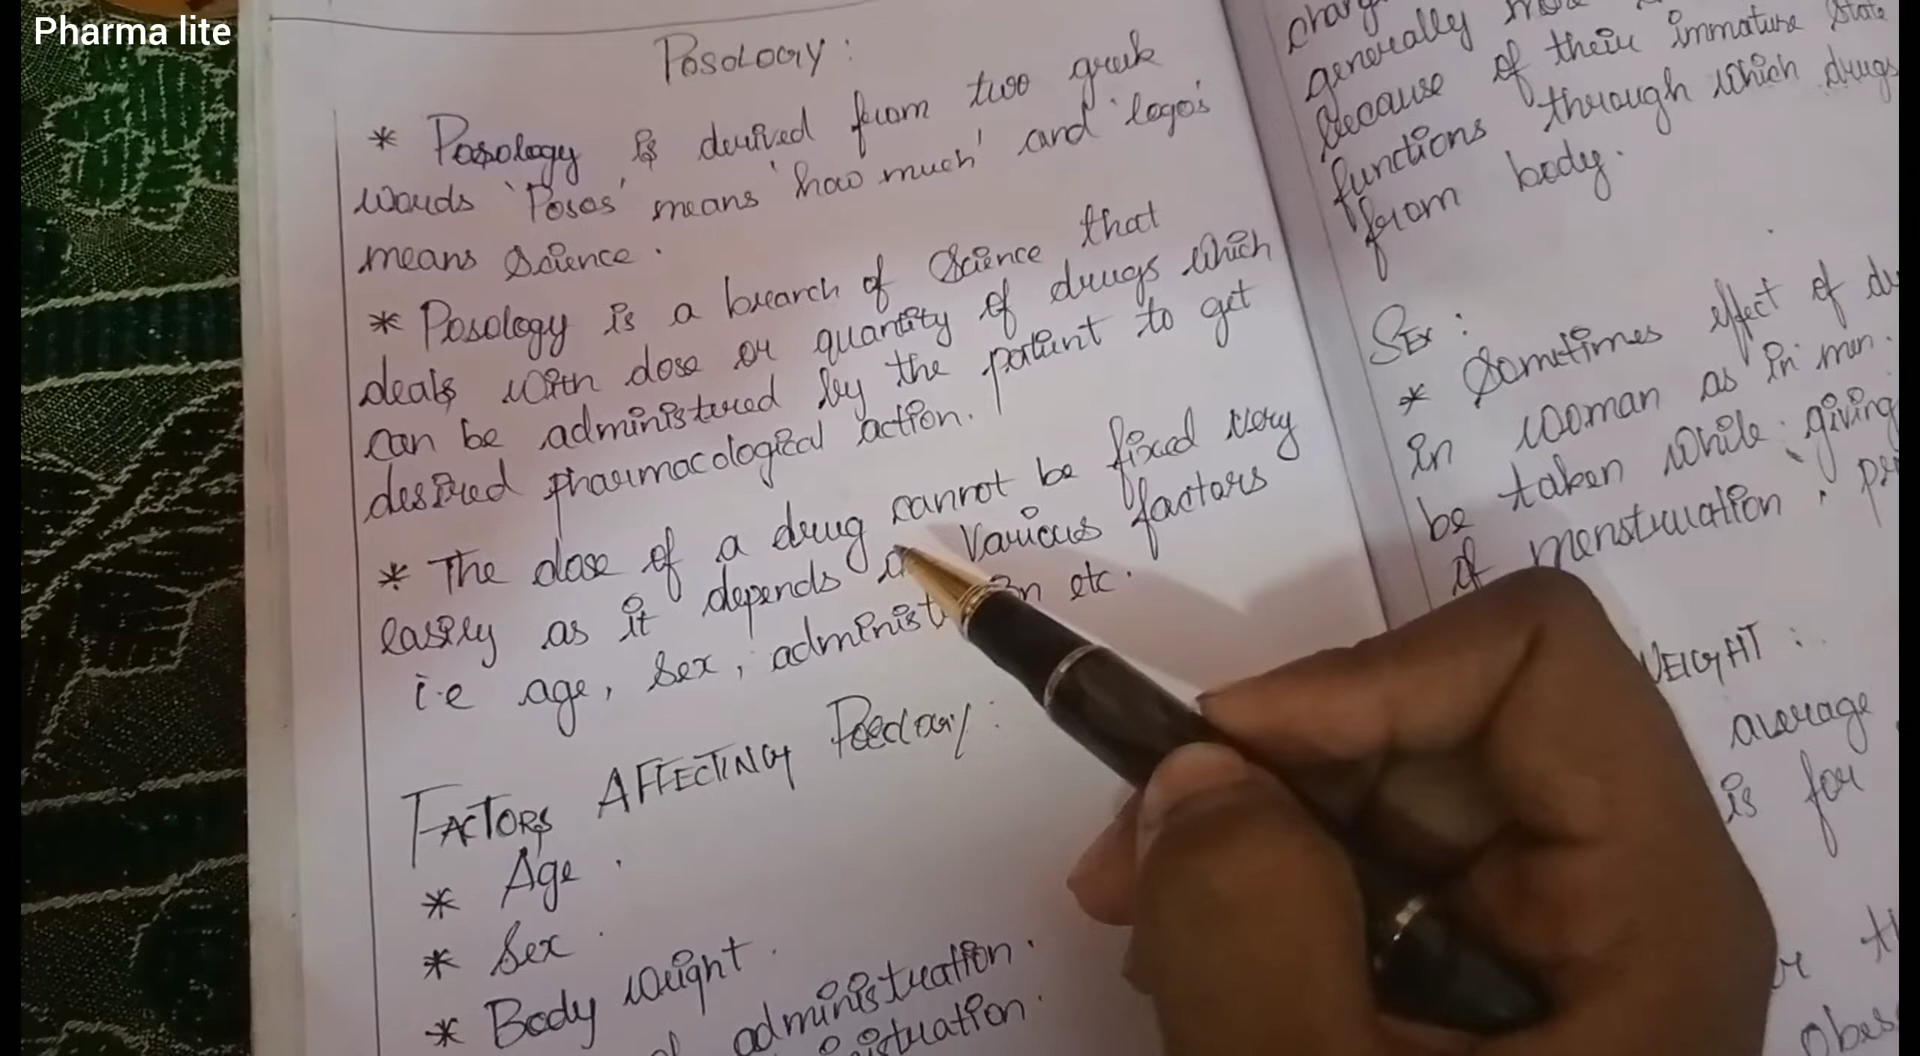 Pharma lite
Posology :
* Posology is derived from two greek
words 'Posos' means 'how much' and 'logos'
means science.
* Posology is a branch of science that
deals with dose or quantity of drugs which
can be administered by the patient to get
desired pharmacological action.
* The dose of a drug cannot be fixed very
easily as it depends various factors
i.e age, sex, etc.
FACTORS AFFECTING Posology :
* Age .
* Sex .
* Body weight .
administration .
generally
because of their immature state
functions through which drugs
from body.
SEX :
* Sometimes effect of
in woman as in men.
be taken while giving
of menstruation ,
WEIGHT :
average
is for